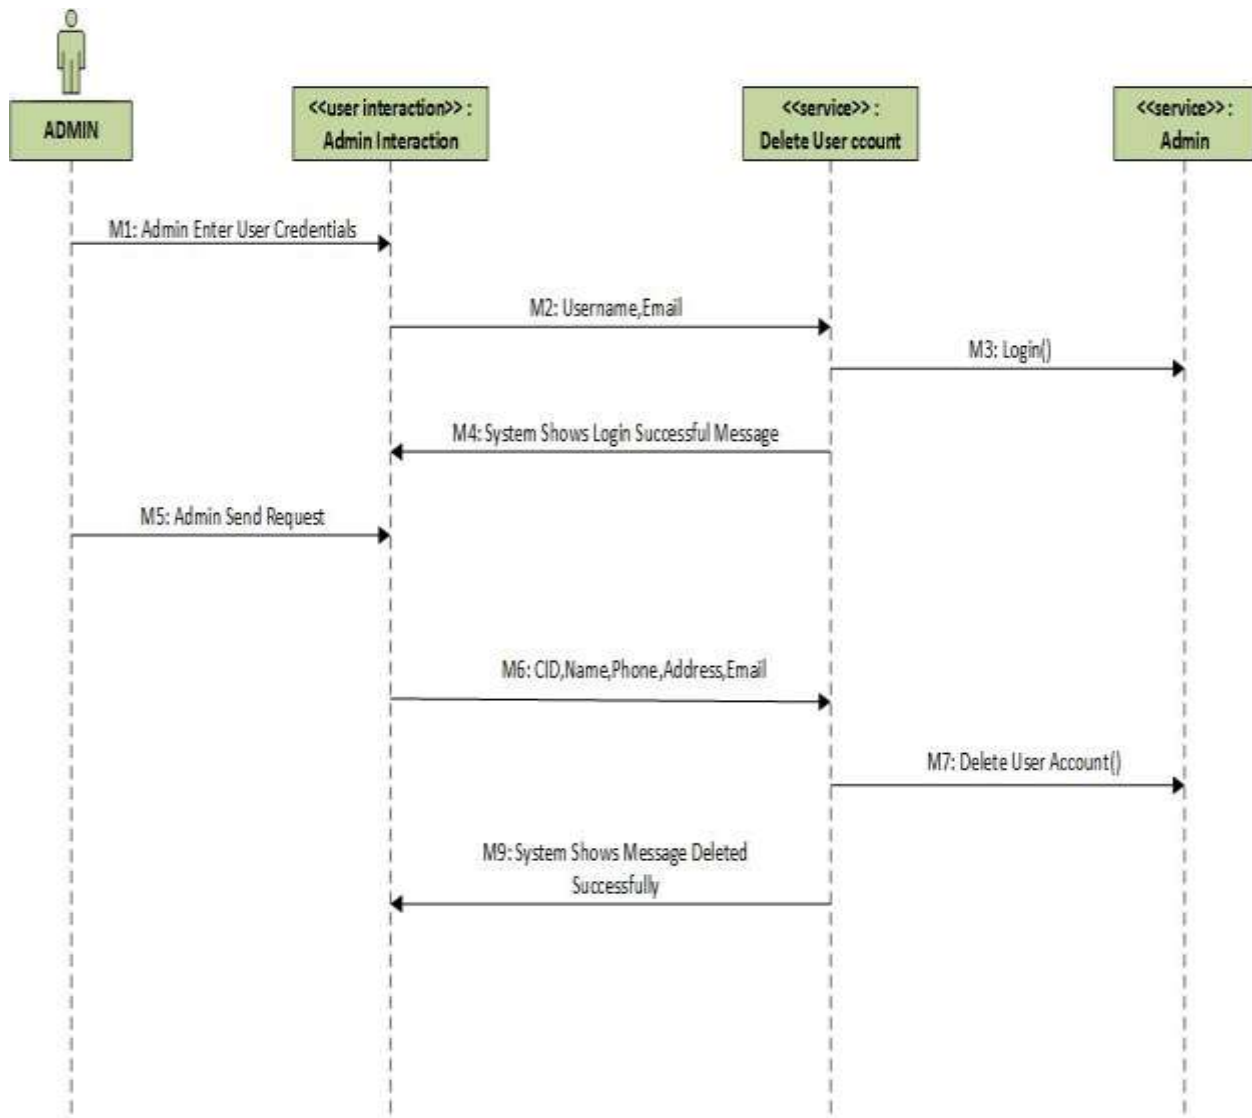 ADMIN
<<user interaction>> :
Admin Interaction
<<service>> :
Delete User ccount
<<service>> :
Admin
M1: Admin Enter User Credentials
M2: Username,Email
M3: Login()
M4: System Shows Login Successful Message
M5: Admin Send Request
M6: CID,Name,Phone,Address,Email
M7: Delete User Account()
M9: System Shows Message Deleted
Successfully